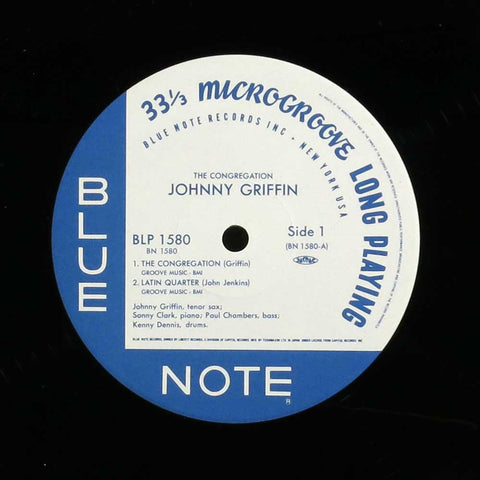 33⅓ MICROGROOVE LONG PLAYING
BLUE NOTE RECORDS INC • NEW YORK USA
THE CONGREGATION
JOHNNY GRIFFIN
BLP 1580
BN 1580
Side 1
(BN 1580-A)
1. THE CONGREGATION (Griffin)
GROOVE MUSIC - BMI
2. LATIN QUARTER (John Jenkins)
GROOVE MUSIC - BMI
Johnny Griffin, tenor sax;
Sonny Clark, piano; Paul Chambers, bass;
Kenny Dennis, drums.
BLUE
NOTE
®